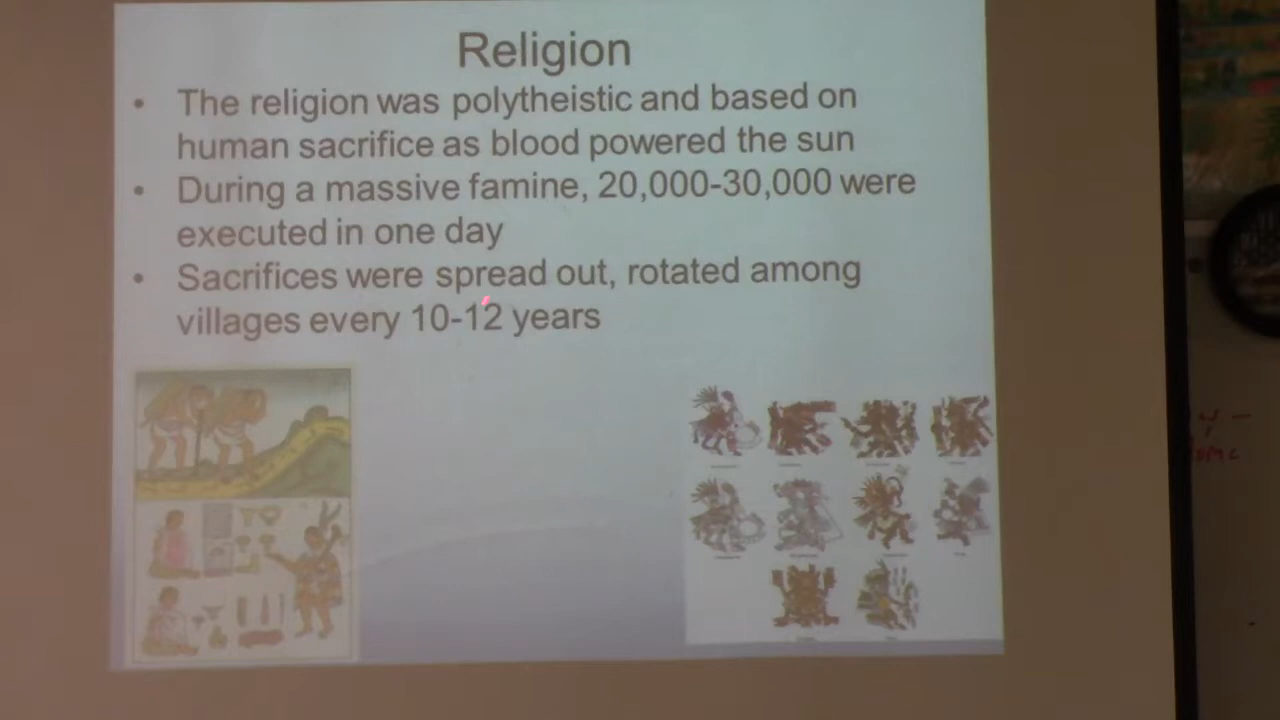 Religion
• The religion was polytheistic and based on
human sacrifice as blood powered the sun
• During a massive famine, 20,000-30,000 were
executed in one day
• Sacrifices were spread out, rotated among
villages every 10-12 years